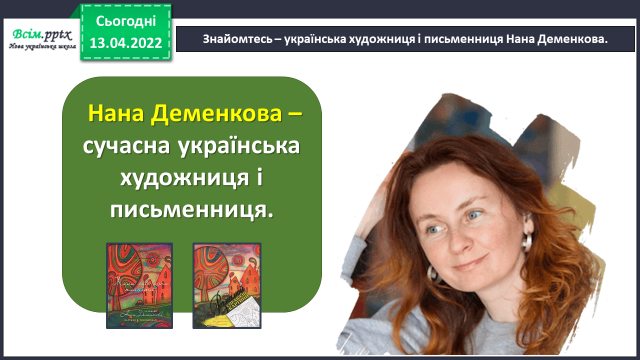 Всім.pptx
Нова українська школа
Сьогодні
13.04.2022
Знайомтесь – українська художниця і письменниця Нана Деменкова.
Нана Деменкова –
сучасна українська
художниця і
письменниця.